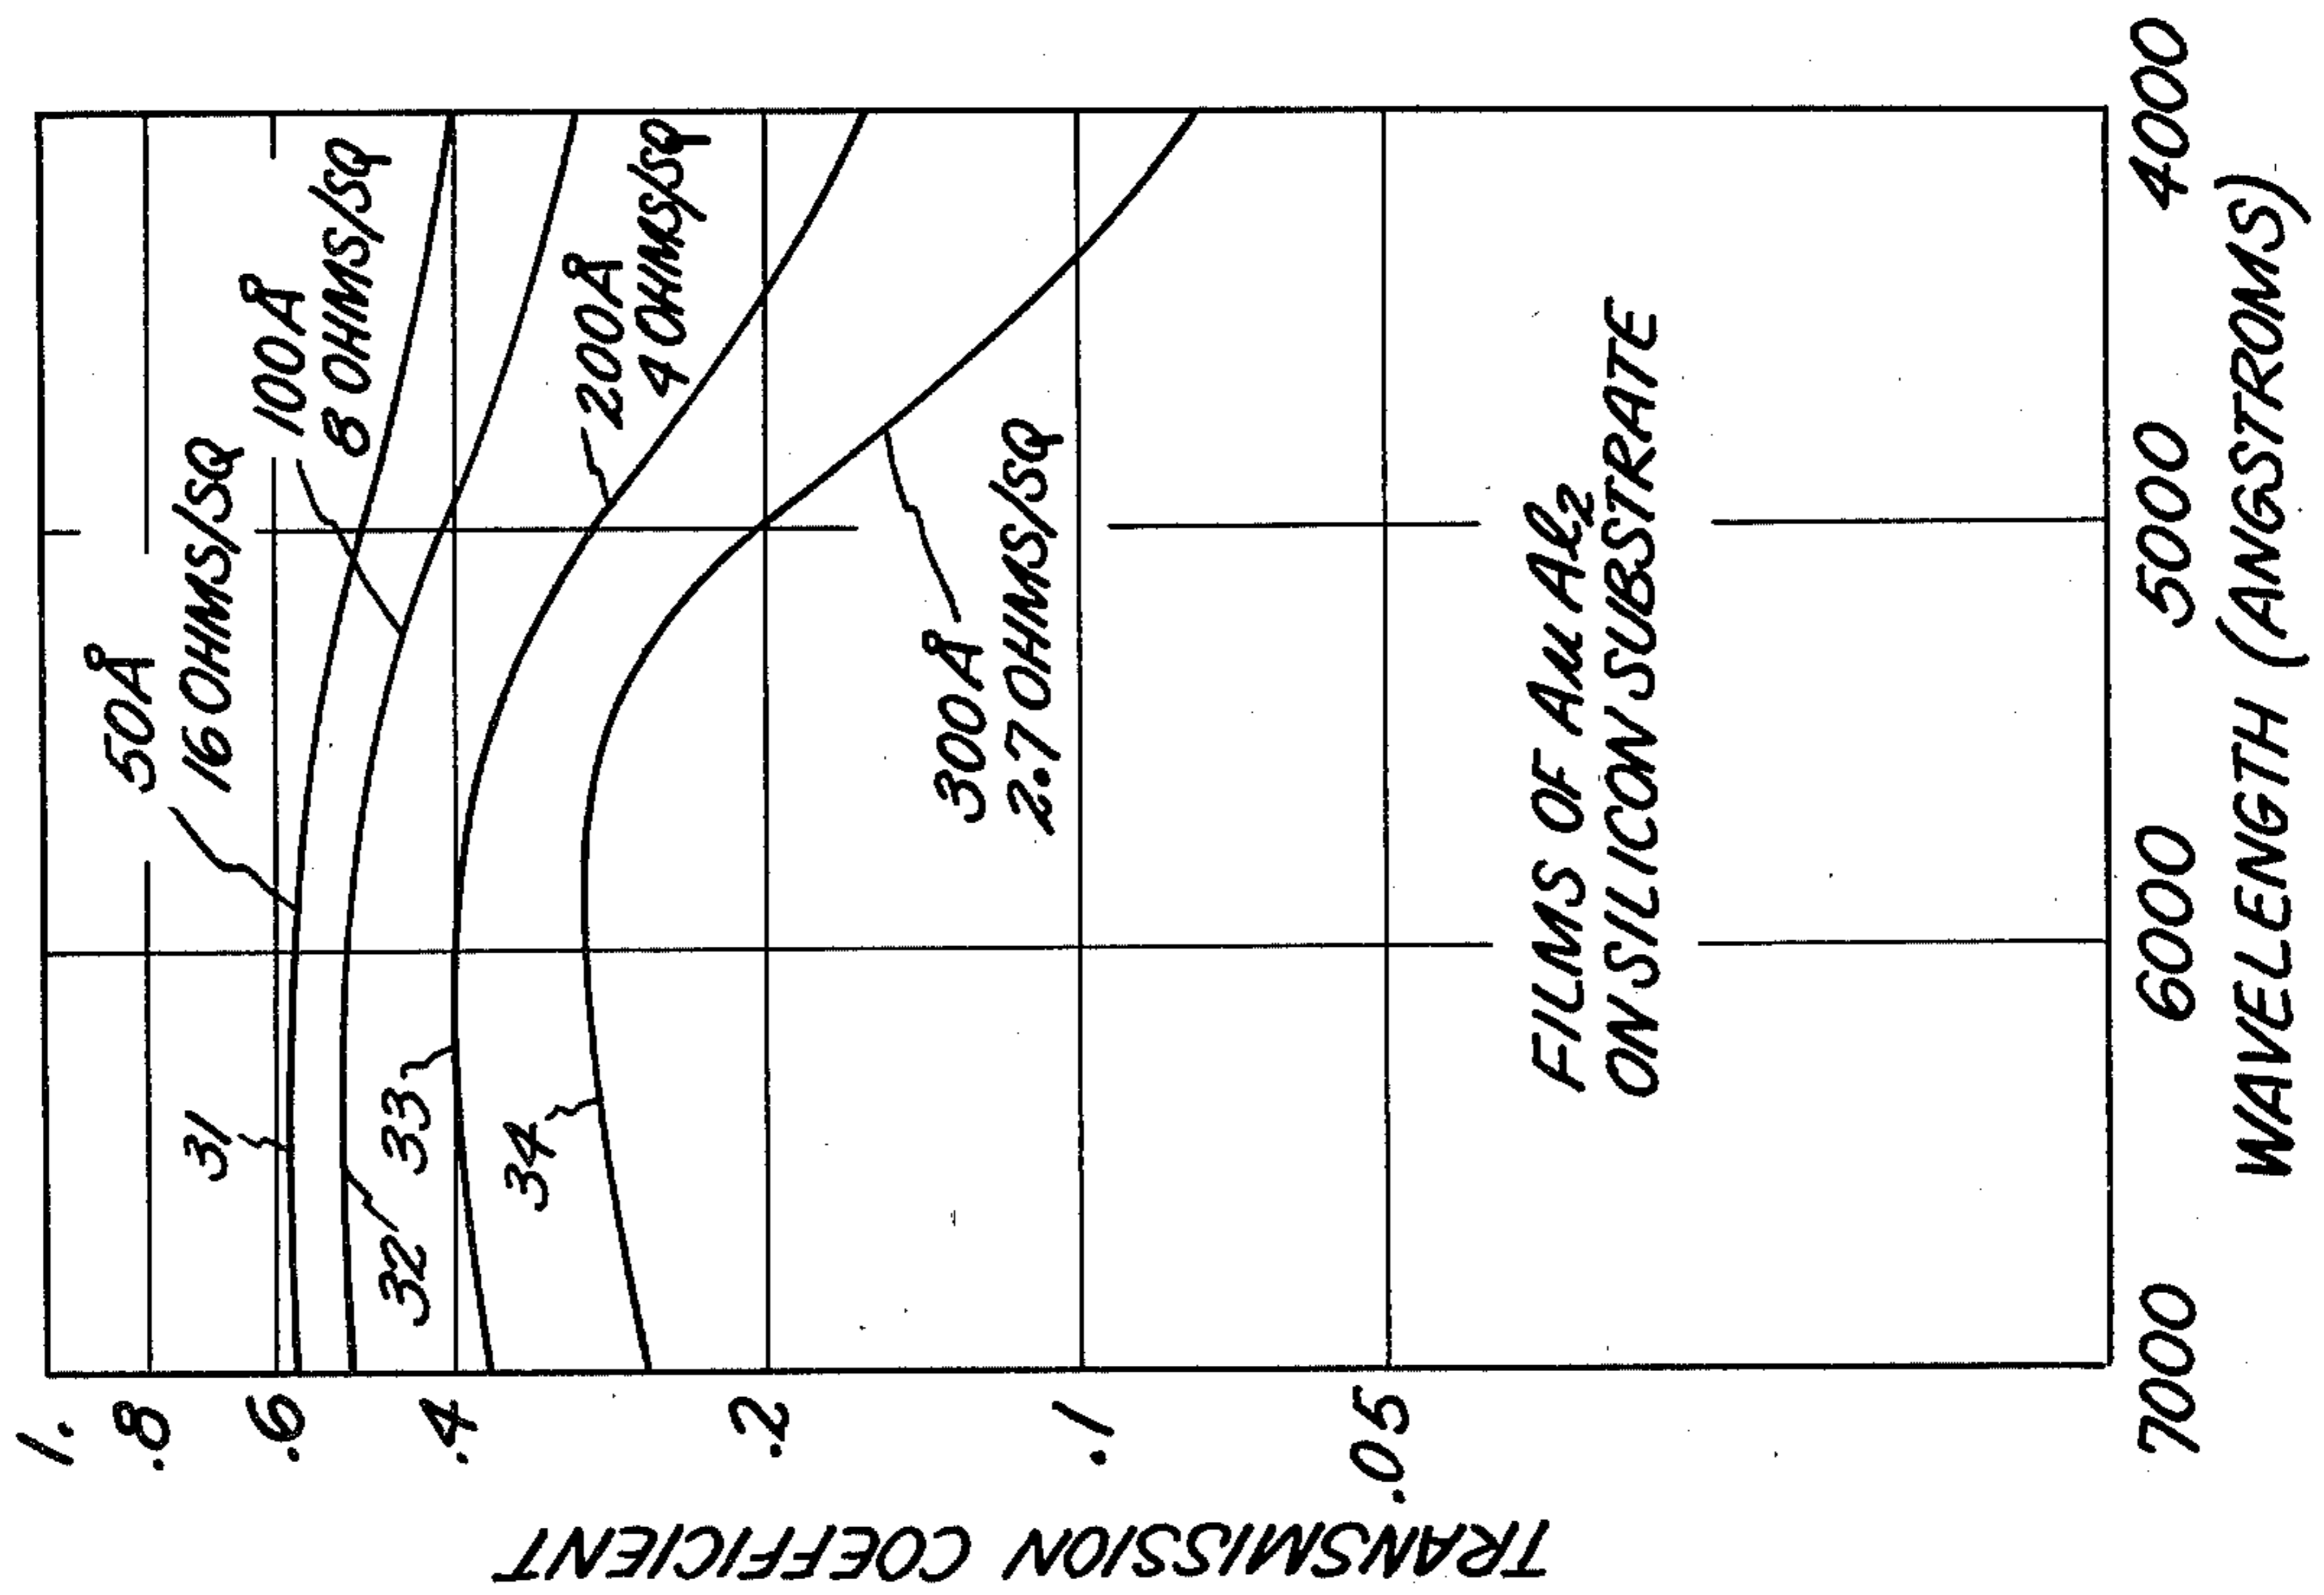 TRANSMISSION COEFFICIENT
1.
.8
.6
.4
.2
.1
.05
50Å
16 OHMS/SQ
100Å
8 OHMS/SQ
200Å
4 OHMS/SQ
300Å
2.7 OHMS/SQ
31
32
33
34
FILMS OF Au Al₂
ON SILICON SUBSTRATE
7000
6000
5000
4000
WAVELENGTH (ANGSTROMS)